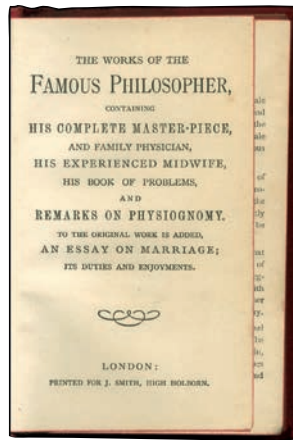 THE WORKS OF THE
FAMOUS PHILOSOPHER,
CONTAINING
HIS COMPLETE MASTER-PIECE,
AND FAMILY PHYSICIAN,
HIS EXPERIENCED MIDWIFE,
HIS BOOK OF PROBLEMS,
AND
REMARKS ON PHYSIOGNOMY.
TO THE ORIGINAL WORK IS ADDED,
AN ESSAY ON MARRIAGE;
ITS DUTIES AND ENJOYMENTS.
LONDON:
PRINTED FOR J. SMITH, HIGH HOLBORN.